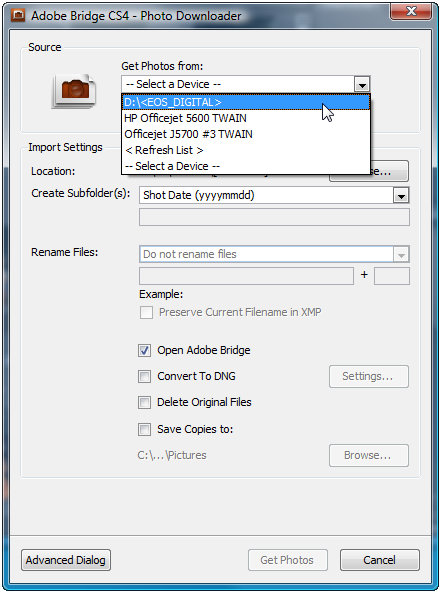 Adobe Bridge CS4 - Photo Downloader
Source
Get Photos from:
-- Select a Device --
D:\<EOS_DIGITAL>
HP Officejet 5600 TWAIN
Officejet J5700 #3 TWAIN
< Refresh List >
-- Select a Device --
Import Settings
Location:
Create Subfolder(s): Shot Date (yyyymmdd)
Rename Files: Do not rename files
+
Example:
Preserve Current Filename in XMP
Open Adobe Bridge
Convert To DNG Settings...
Delete Original Files
Save Copies to:
C:\...\Pictures Browse...
Advanced Dialog Get Photos Cancel